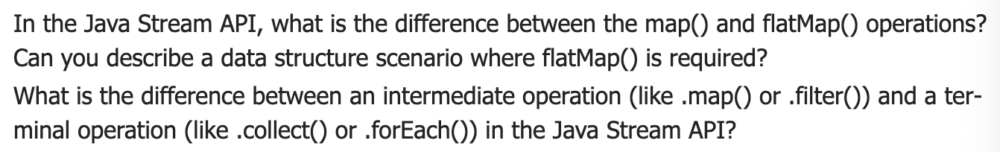 In the Java Stream API, what is the difference between the map() and flatMap() operations?
Can you describe a data structure scenario where flatMap() is required?
What is the difference between an intermediate operation (like .map() or .filter()) and a ter-
minal operation (like .collect() or .forEach()) in the Java Stream API?